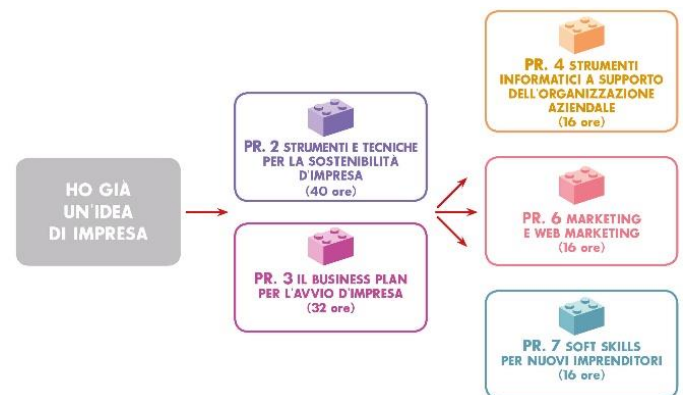 HO GIÀ
UN'IDEA
DI IMPRESA
PR. 2 STRUMENTI E TECNICHE
PER LA SOSTENIBILITÀ
D'IMPRESA
(40 ore)
PR. 3 IL BUSINESS PLAN
PER L'AVVIO D'IMPRESA
(32 ore)
PR. 4 STRUMENTI
INFORMATICI A SUPPORTO
DELL'ORGANIZZAZIONE
AZIENDALE
(16 ore)
PR. 6 MARKETING
E WEB MARKETING
(16 ore)
PR. 7 SOFT SKILLS
PER NUOVI IMPRENDITORI
(16 ore)